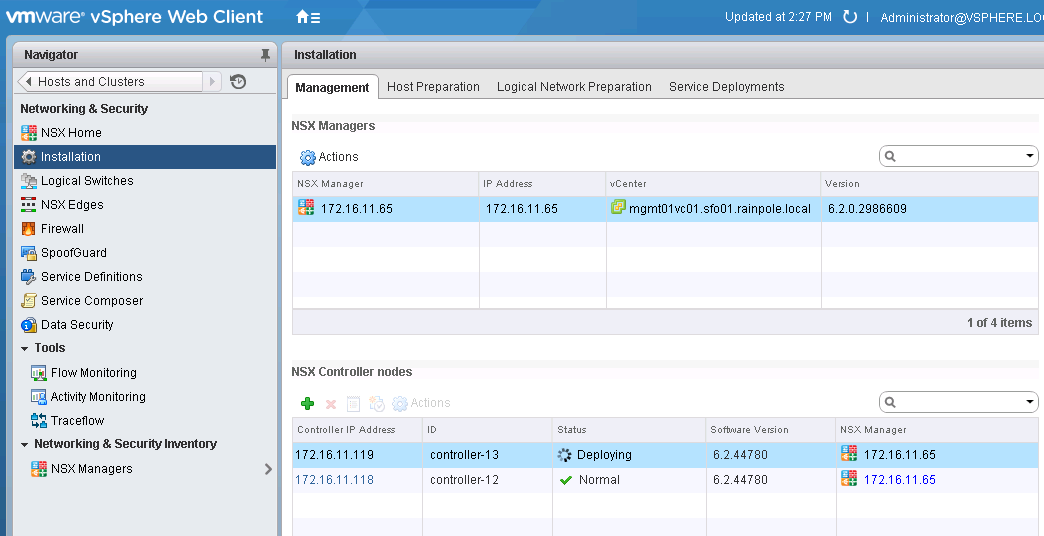 vmware® vSphere Web Client
Updated at 2:27 PM
Administrator@VSPHERE.LO
Navigator
Hosts and Clusters
Networking & Security
NSX Home
Installation
Logical Switches
NSX Edges
Firewall
SpoofGuard
Service Definitions
Service Composer
Data Security
Tools
Flow Monitoring
Activity Monitoring
Traceflow
Networking & Security Inventory
NSX Managers
Installation
Management Host Preparation Logical Network Preparation Service Deployments
NSX Managers
Actions
NSX Manager IP Address vCenter Version
172.16.11.65 172.16.11.65 mgmt01vc01.sfo01.rainpole.local 6.2.0.2986609
1 of 4 items
NSX Controller nodes
Actions
Controller IP Address ID Status Software Version NSX Manager
172.16.11.119 controller-13 Deploying 6.2.44780 172.16.11.65
172.16.11.118 controller-12 Normal 6.2.44780 172.16.11.65